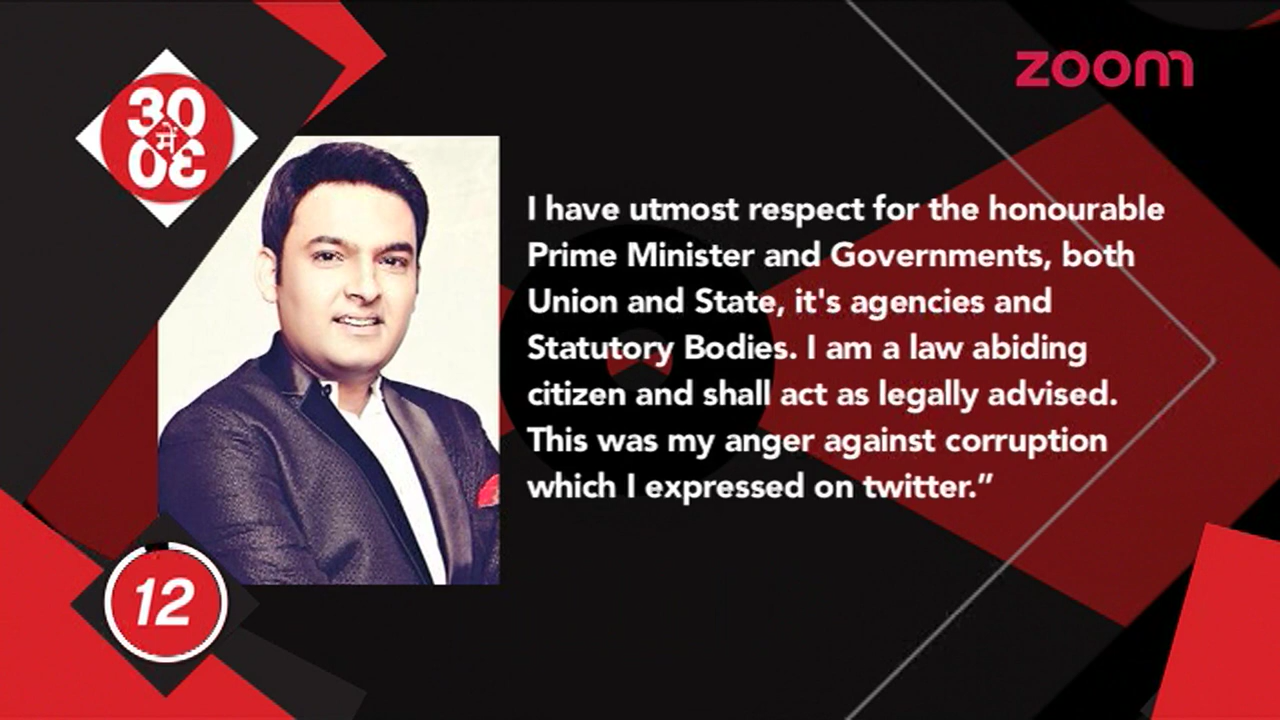 30
में
30
zoom
I have utmost respect for the honourable
Prime Minister and Governments, both
Union and State, it's agencies and
Statutory Bodies. I am a law abiding
citizen and shall act as legally advised.
This was my anger against corruption
which I expressed on twitter.”
12